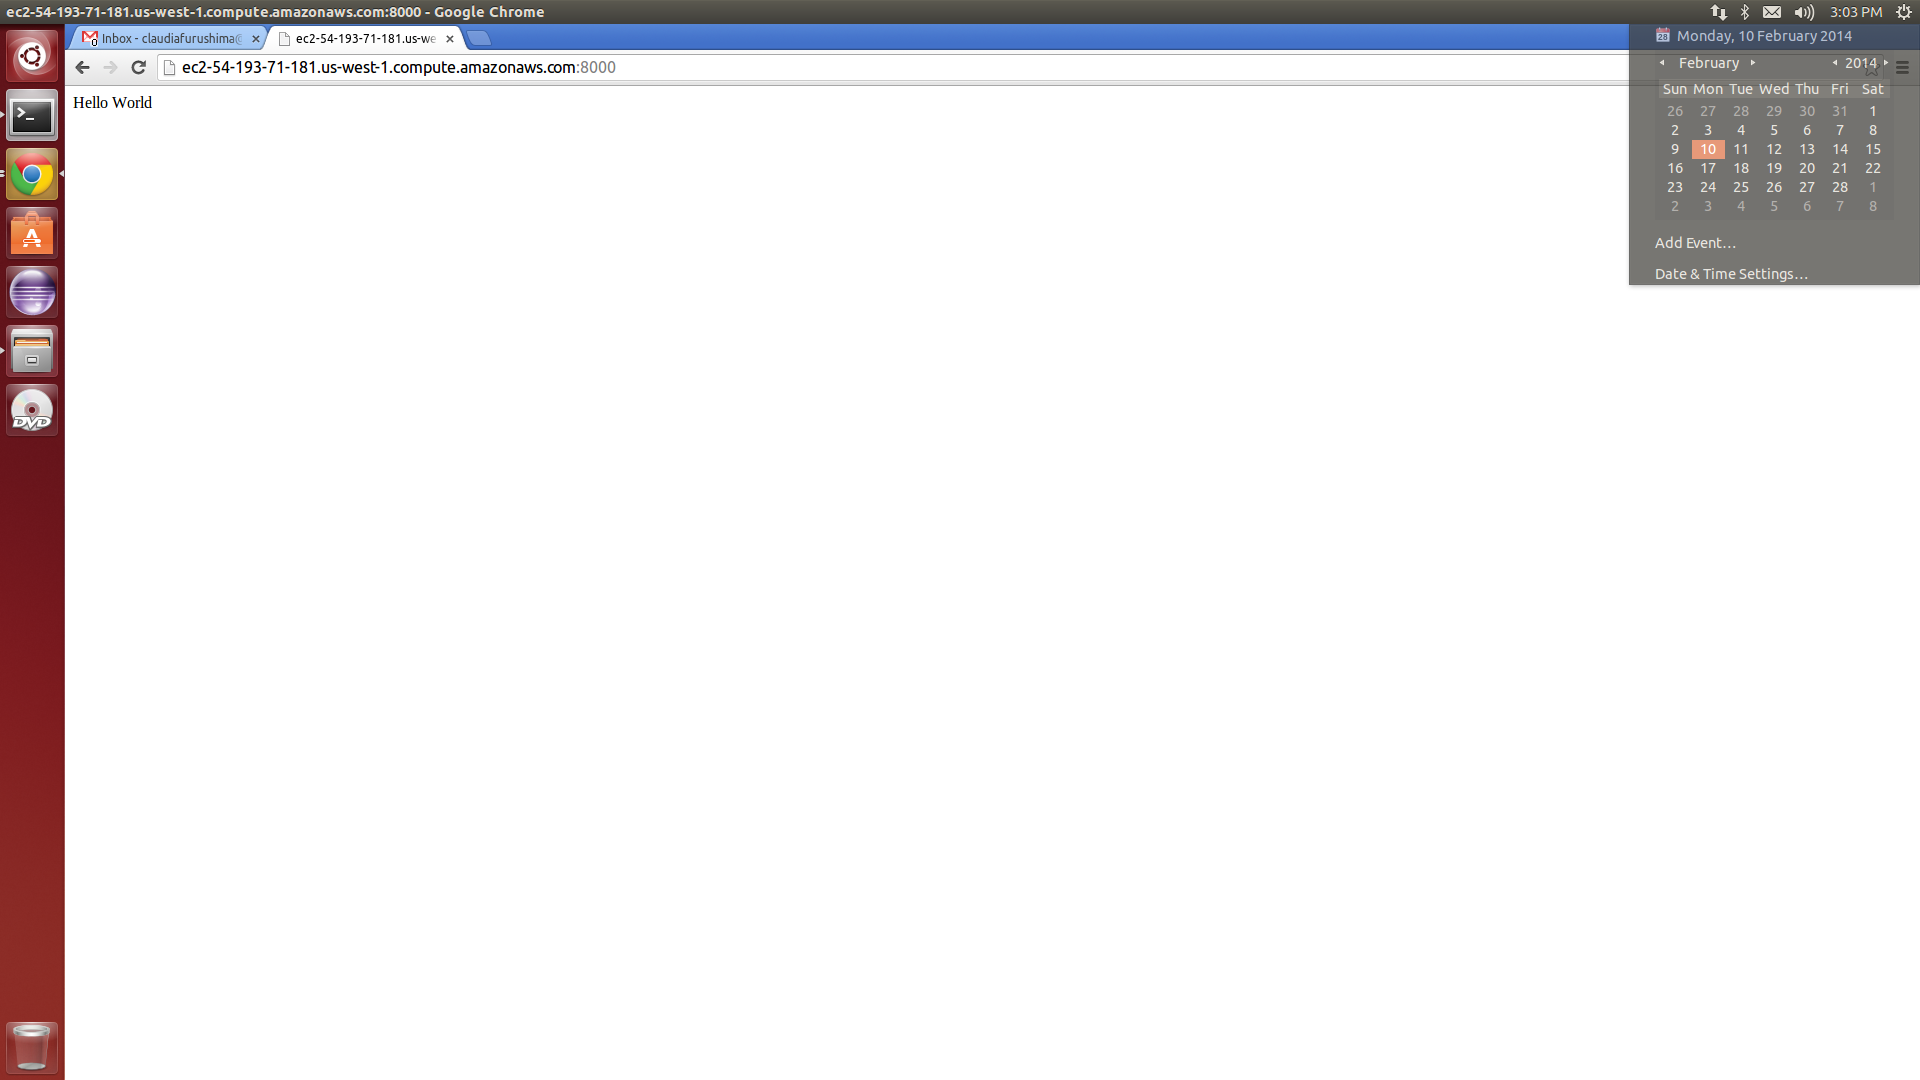 ec2-54-193-71-181.us-west-1.compute.amazonaws.com:8000 - Google Chrome
3:03 PM
Inbox - claudiafurushima@
ec2-54-193-71-181.us-we
ec2-54-193-71-181.us-west-1.compute.amazonaws.com:8000
Hello World
Monday, 10 February 2014
February 2014
Sun Mon Tue Wed Thu Fri Sat
26 27 28 29 30 31 1
2 3 4 5 6 7 8
9 10 11 12 13 14 15
16 17 18 19 20 21 22
23 24 25 26 27 28 1
2 3 4 5 6 7 8
Add Event...
Date & Time Settings...
DVD